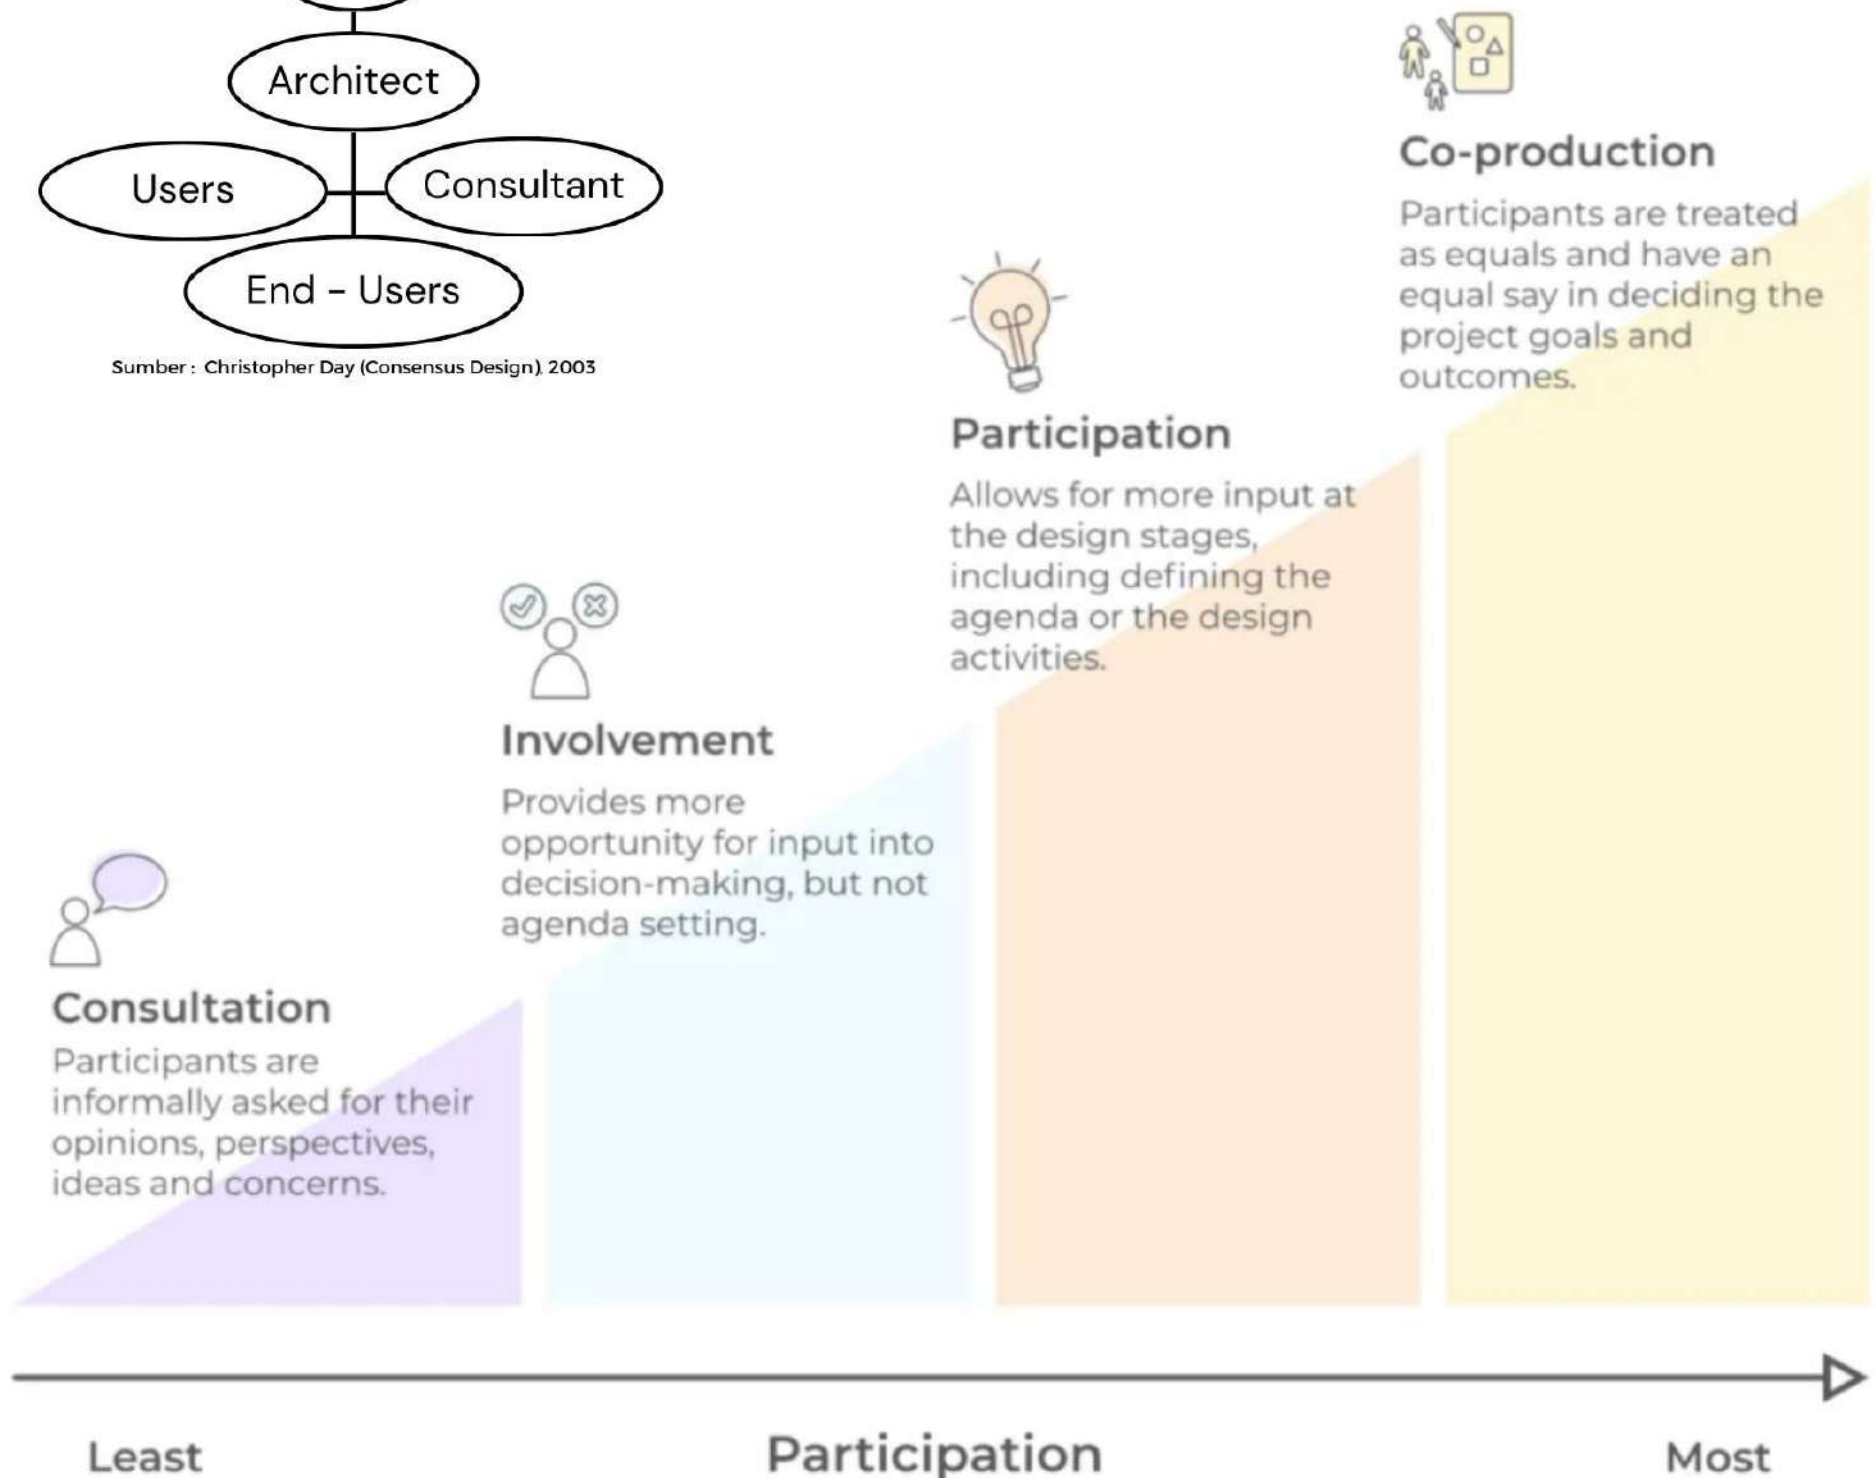 Architect
Users
Consultant
End - Users
Sumber : Christopher Day (Consensus Design), 2003
Co-production
Participants are treated
as equals and have an
equal say in deciding the
project goals and
outcomes.
Participation
Allows for more input at
the design stages,
including defining the
agenda or the design
activities.
Involvement
Provides more
opportunity for input into
decision-making, but not
agenda setting.
Consultation
Participants are
informally asked for their
opinions, perspectives,
ideas and concerns.
Least
Participation
Most